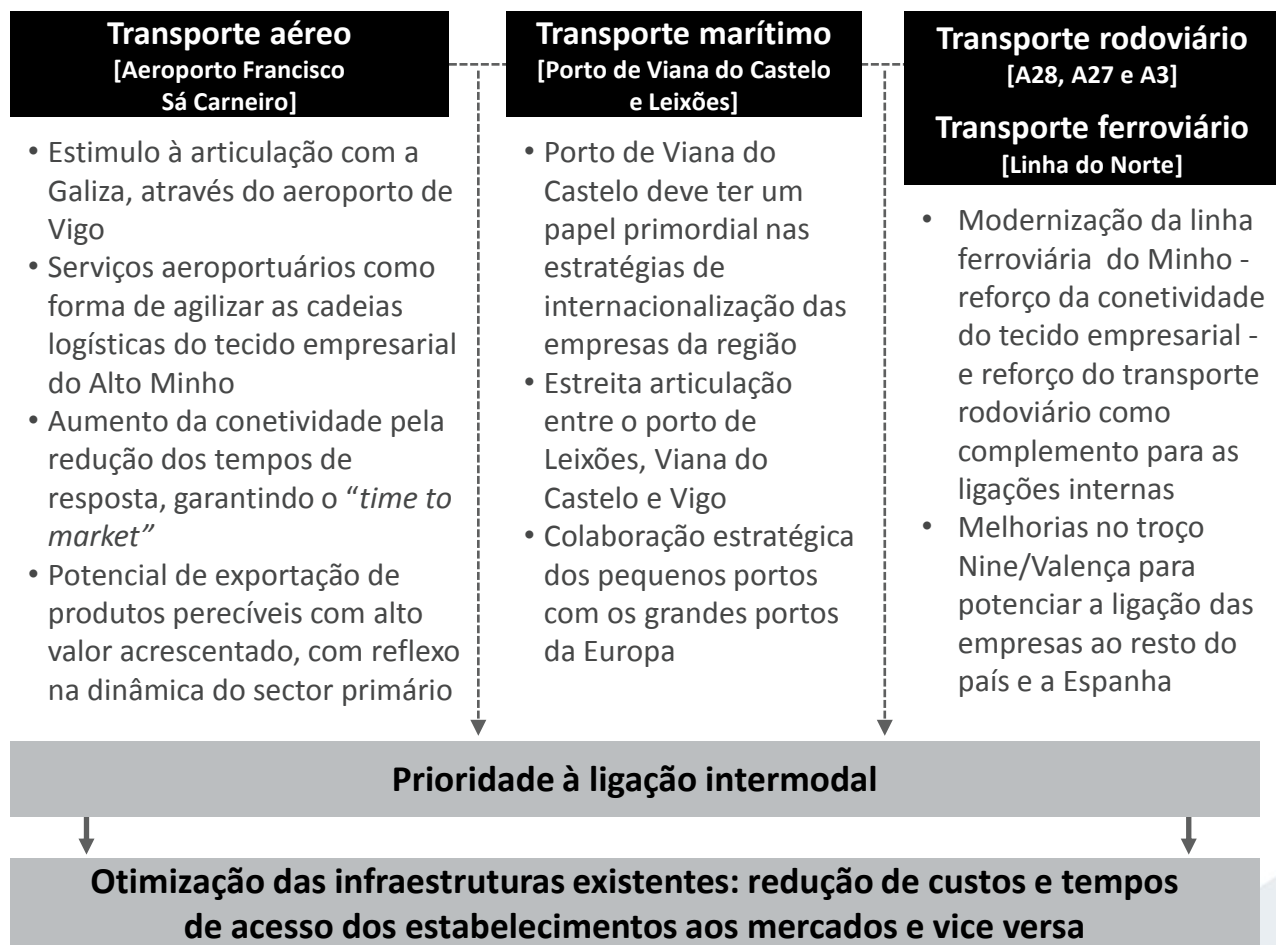 Transporte aéreo
[Aeroporto Francisco
Sá Carneiro]
• Estimulo à articulação com a
Galiza, através do aeroporto de
Vigo
• Serviços aeroportuários como
forma de agilizar as cadeias
logísticas do tecido empresarial
do Alto Minho
• Aumento da conetividade pela
redução dos tempos de
resposta, garantindo o “time to
market”
• Potencial de exportação de
produtos perecíveis com alto
valor acrescentado, com reflexo
na dinâmica do sector primário
Transporte marítimo
[Porto de Viana do Castelo
e Leixões]
• Porto de Viana do
Castelo deve ter um
papel primordial nas
estratégias de
internacionalização das
empresas da região
• Estreita articulação
entre o porto de
Leixões, Viana do
Castelo e Vigo
• Colaboração estratégica
dos pequenos portos
com os grandes portos
da Europa
Transporte rodoviário
[A28, A27 e A3]
Transporte ferroviário
[Linha do Norte]
• Modernização da linha
ferroviária do Minho -
reforço da conetividade
do tecido empresarial -
e reforço do transporte
rodoviário como
complemento para as
ligações internas
• Melhorias no troço
Nine/Valença para
potenciar a ligação das
empresas ao resto do
país e a Espanha
Prioridade à ligação intermodal
Otimização das infraestruturas existentes: redução de custos e tempos
de acesso dos estabelecimentos aos mercados e vice versa